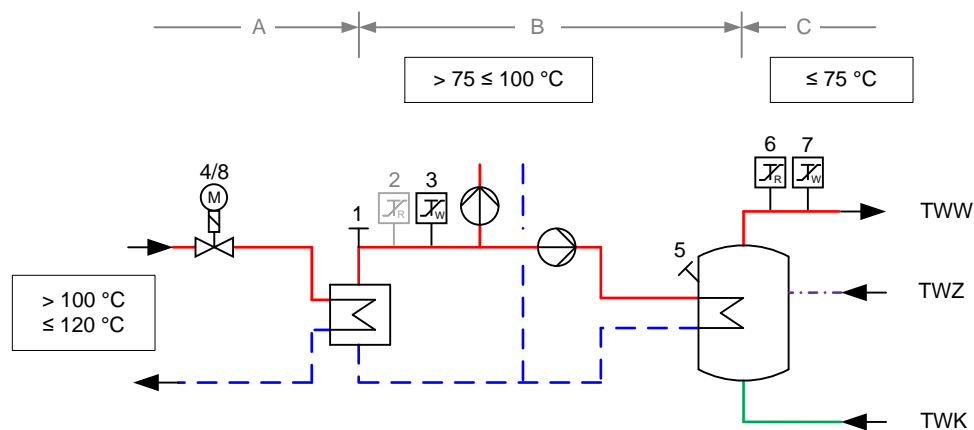 A
B
C
> 75 ≤ 100 °C
≤ 75 °C
4/8
M
1
2
R
3
W
6
R
7
W
5
> 100 °C
≤ 120 °C
TWW
TWZ
TWK